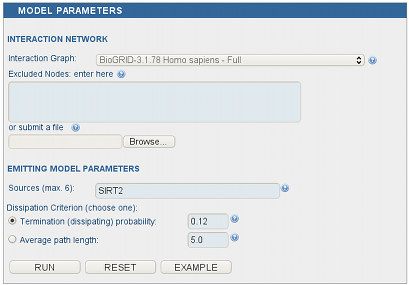 MODEL PARAMETERS
INTERACTION NETWORK
Interaction Graph: BioGRID-3.1.78 Homo sapiens - Full
Excluded Nodes: enter here
or submit a file
Browse...
EMITTING MODEL PARAMETERS
Sources (max. 6): SIRT2
Dissipation Criterion (choose one):
Termination (dissipating) probability: 0.12
Average path length: 5.0
RUN RESET EXAMPLE